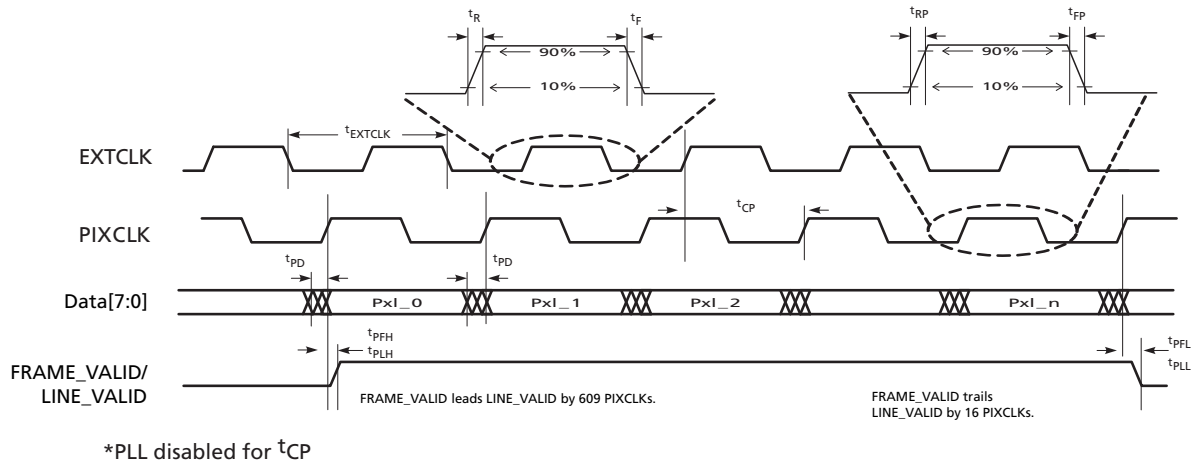 tR
tF
tRP
tFP
90%
10%
90%
10%
tEXTCLK
EXTCLK
PIXCLK
tCP
tPD
tPD
Data[7:0]
Pxl_0
Pxl_1
Pxl_2
Pxl_n
tPFH
tPLH
tPFL
tPLL
FRAME_VALID/
LINE_VALID
FRAME_VALID leads LINE_VALID by 609 PIXCLKs.
FRAME_VALID trails
LINE_VALID by 16 PIXCLKs.
*PLL disabled for tCP